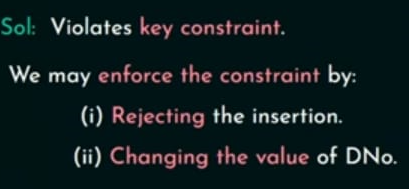 Sol: Violates key constraint.
We may enforce the constraint by:
(i) Rejecting the insertion.
(ii) Changing the value of DNo.